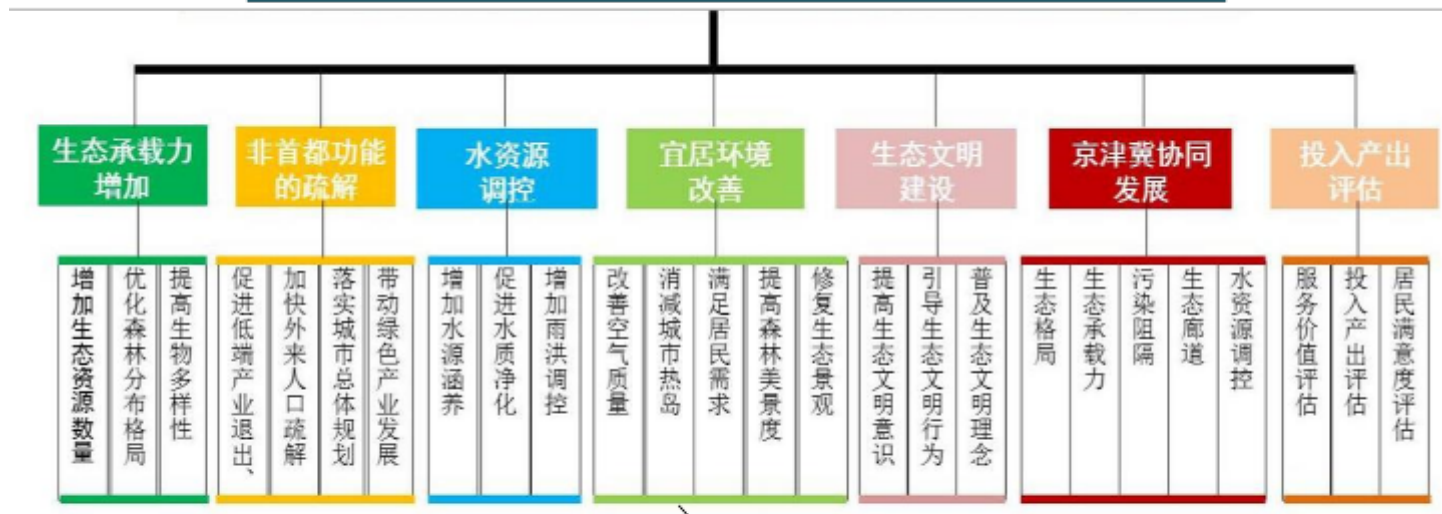 生态承载力
增加
非首都功能
的疏解
水资源
调控
宜居环境
改善
生态文明
建设
京津冀协同
发展
投入产出
评估
增加生态资源数量
优化森林分布格局
提高生物多样性
促进低端产业退出、
加快外来人口疏解
落实城市总体规划
带动绿色产业发展
增加水源涵养
促进水质净化
增加雨洪调控
改善空气质量
消减城市热岛
满足居民需求
提高森林美景度
修复生态景观
提高生态文明意识
引导生态文明行为
普及生态文明理念
生态格局
生态承载力
污染阻隔
生态廊道
水资源调控
服务价值评估
投入产出评估
居民满意度评估